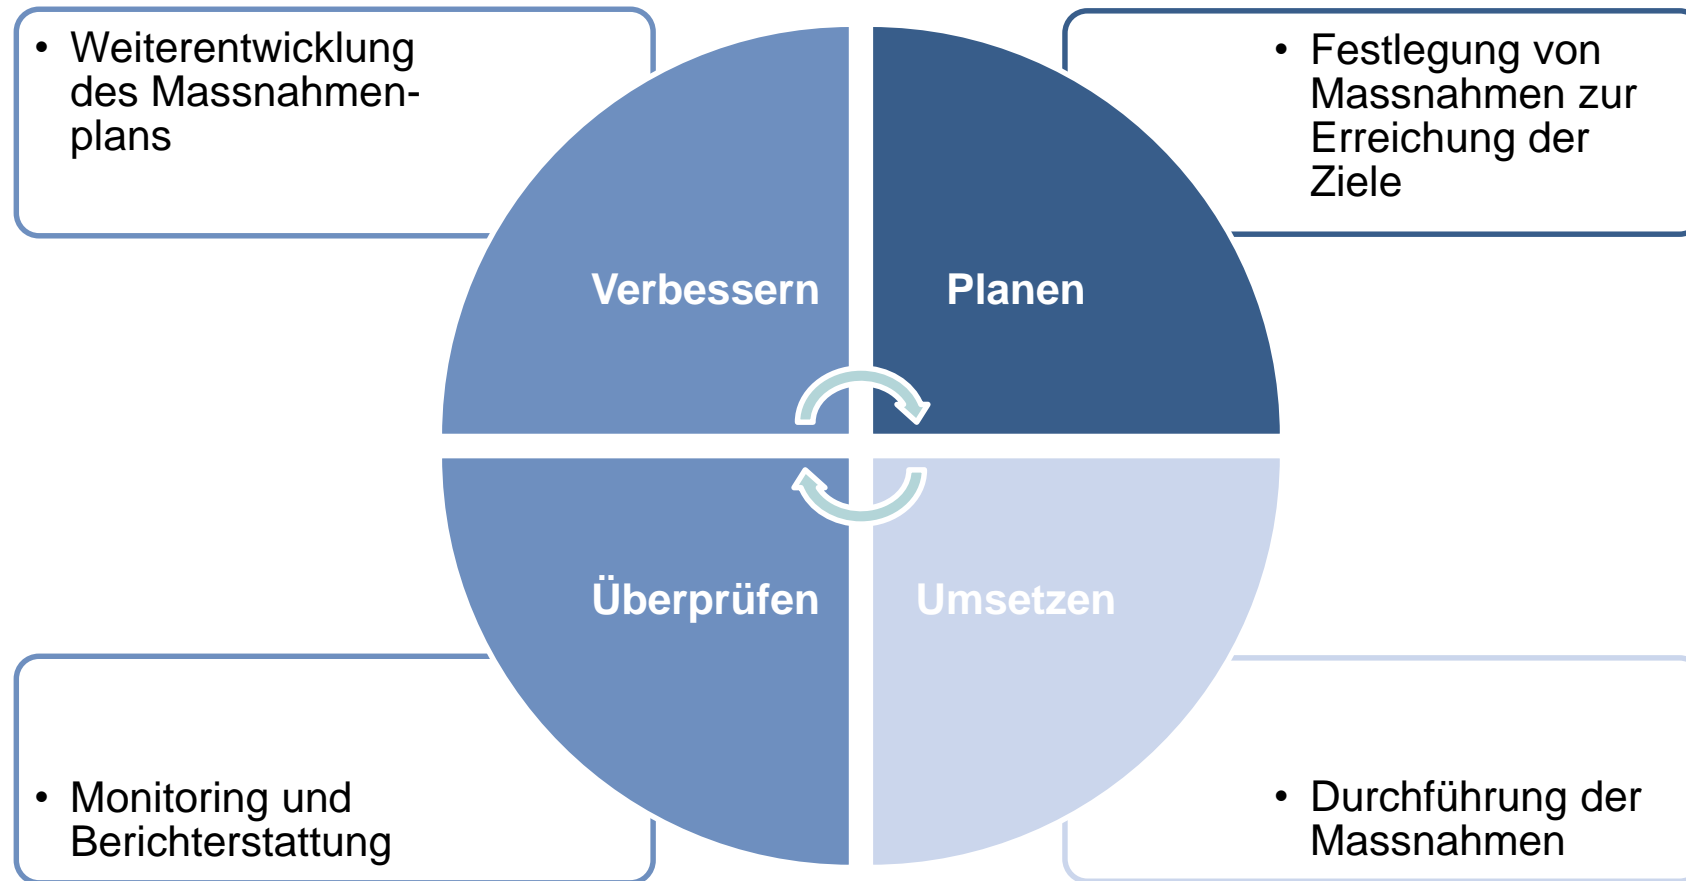 • Weiterentwicklung
des Massnahmen-
plans
• Festlegung von
Massnahmen zur
Erreichung der
Ziele
Verbessern
Planen
Überprüfen
Umsetzen
• Monitoring und
Berichterstattung
• Durchführung der
Massnahmen